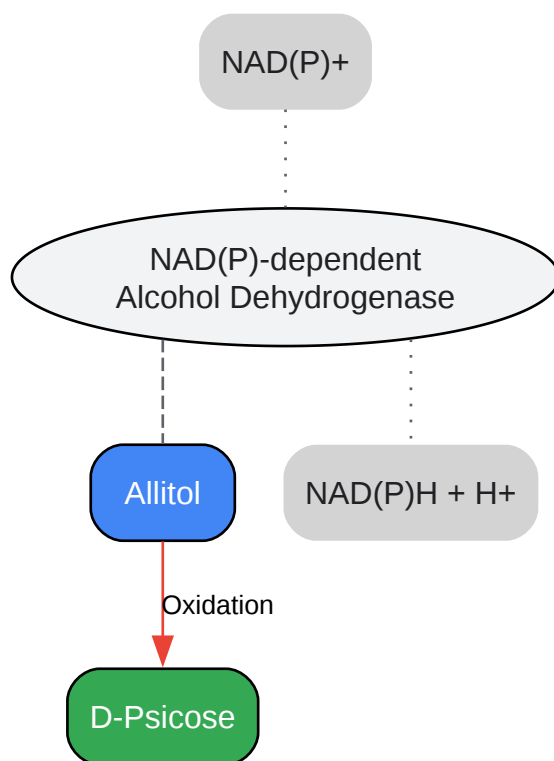 NAD(P)+
NAD(P)-dependent
Alcohol Dehydrogenase
Allitol
NAD(P)H + H+
Oxidation
D-Psicose